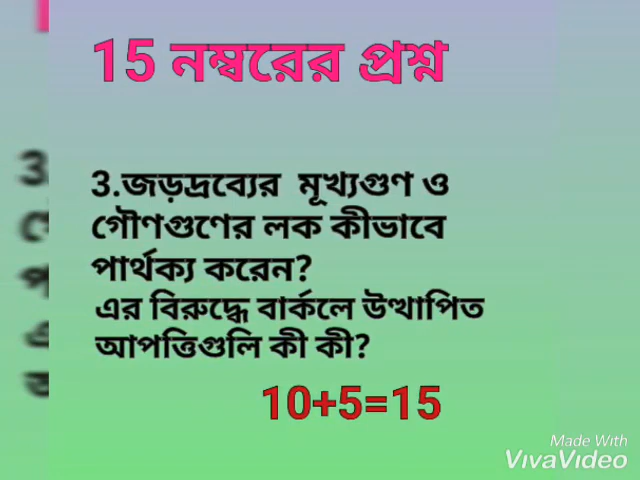 15 নম্বরের প্রশ্ন
3.জড়দ্রব্যের মূখ্যগুণ ও
গৌণগুণের লক কীভাবে
পার্থক্য করেন?
এর বিরুদ্ধে বার্কলে উত্থাপিত
আপত্তিগুলি কী কী?
10+5=15
Made With
VivaVideo